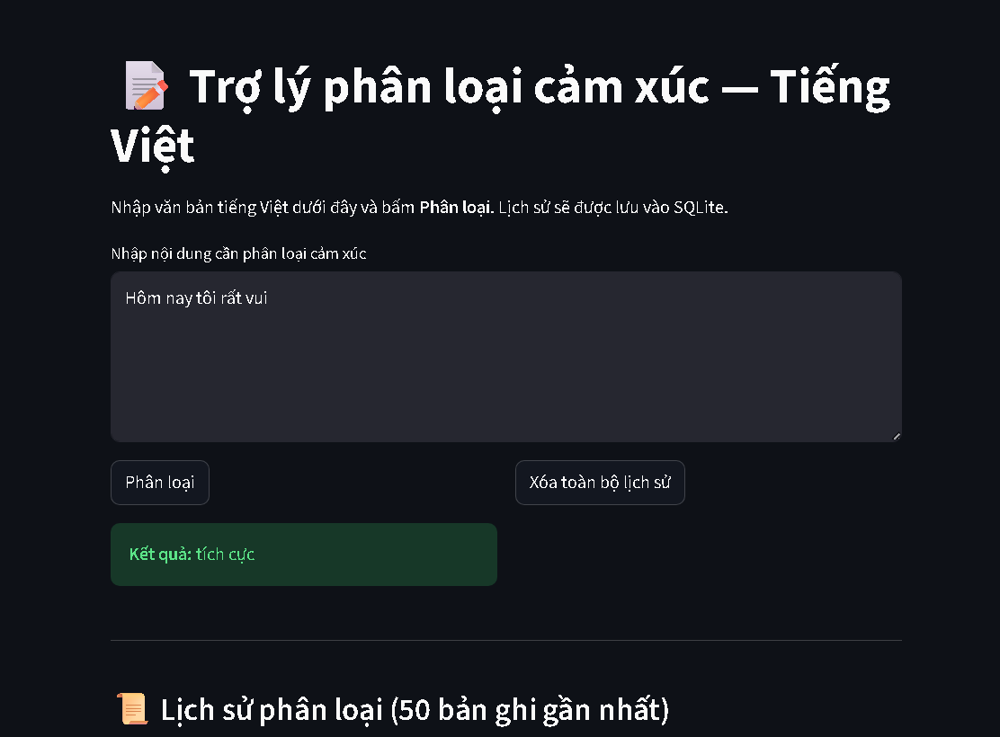 Trợ lý phân loại cảm xúc — Tiếng
Việt
Nhập văn bản tiếng Việt dưới đây và bấm Phân loại. Lịch sử sẽ được lưu vào SQLite.
Nhập nội dung cần phân loại cảm xúc
Hôm nay tôi rất vui
Phân loại
Xóa toàn bộ lịch sử
Kết quả: tích cực
Lịch sử phân loại (50 bản ghi gần nhất)